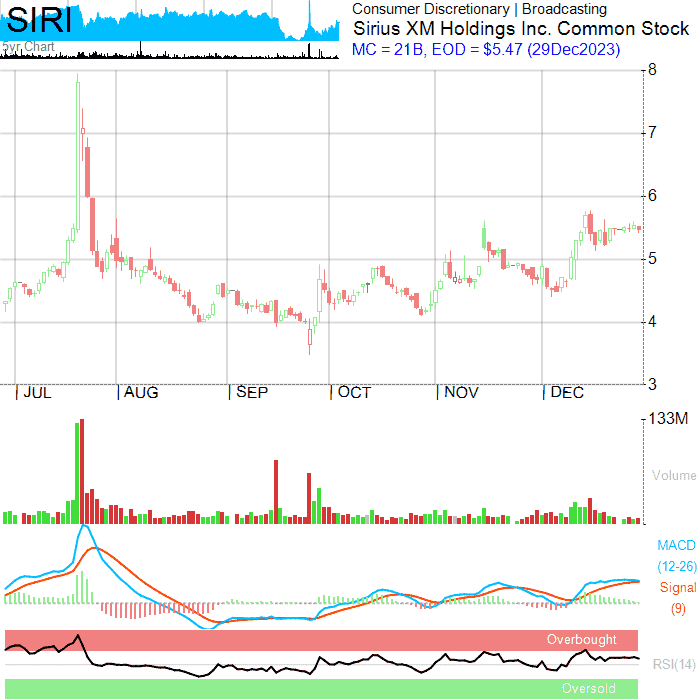 SIRI
5yr Chart
Consumer Discretionary | Broadcasting
Sirius XM Holdings Inc. Common Stock
MC = 21B, EOD = $5.47 (29Dec2023)
8
7
6
5
4
3
JUL AUG SEP OCT NOV DEC
133M
Volume
MACD
(12-26)
Signal
(9)
Overbought
RSI(14)
Oversold